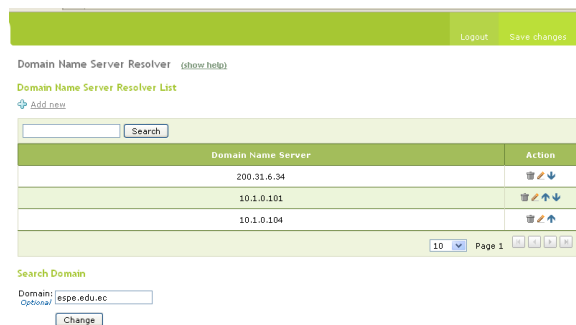 Logout Save changes
Domain Name Server Resolver (show help)
Domain Name Server Resolver List
Add new
Search
Domain Name Server Action
200.31.6.34
10.1.0.101
10.1.0.104
10 Page 1
Search Domain
Domain: espe.edu.ec
Optional
Change